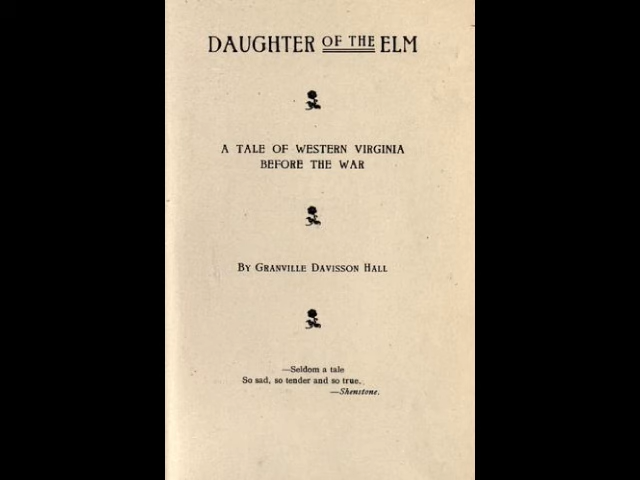 DAUGHTER OF THE ELM
A TALE OF WESTERN VIRGINIA
BEFORE THE WAR
BY GRANVILLE DAVISSON HALL
—Seldom a tale
So sad, so tender and so true.
—Shenstone.